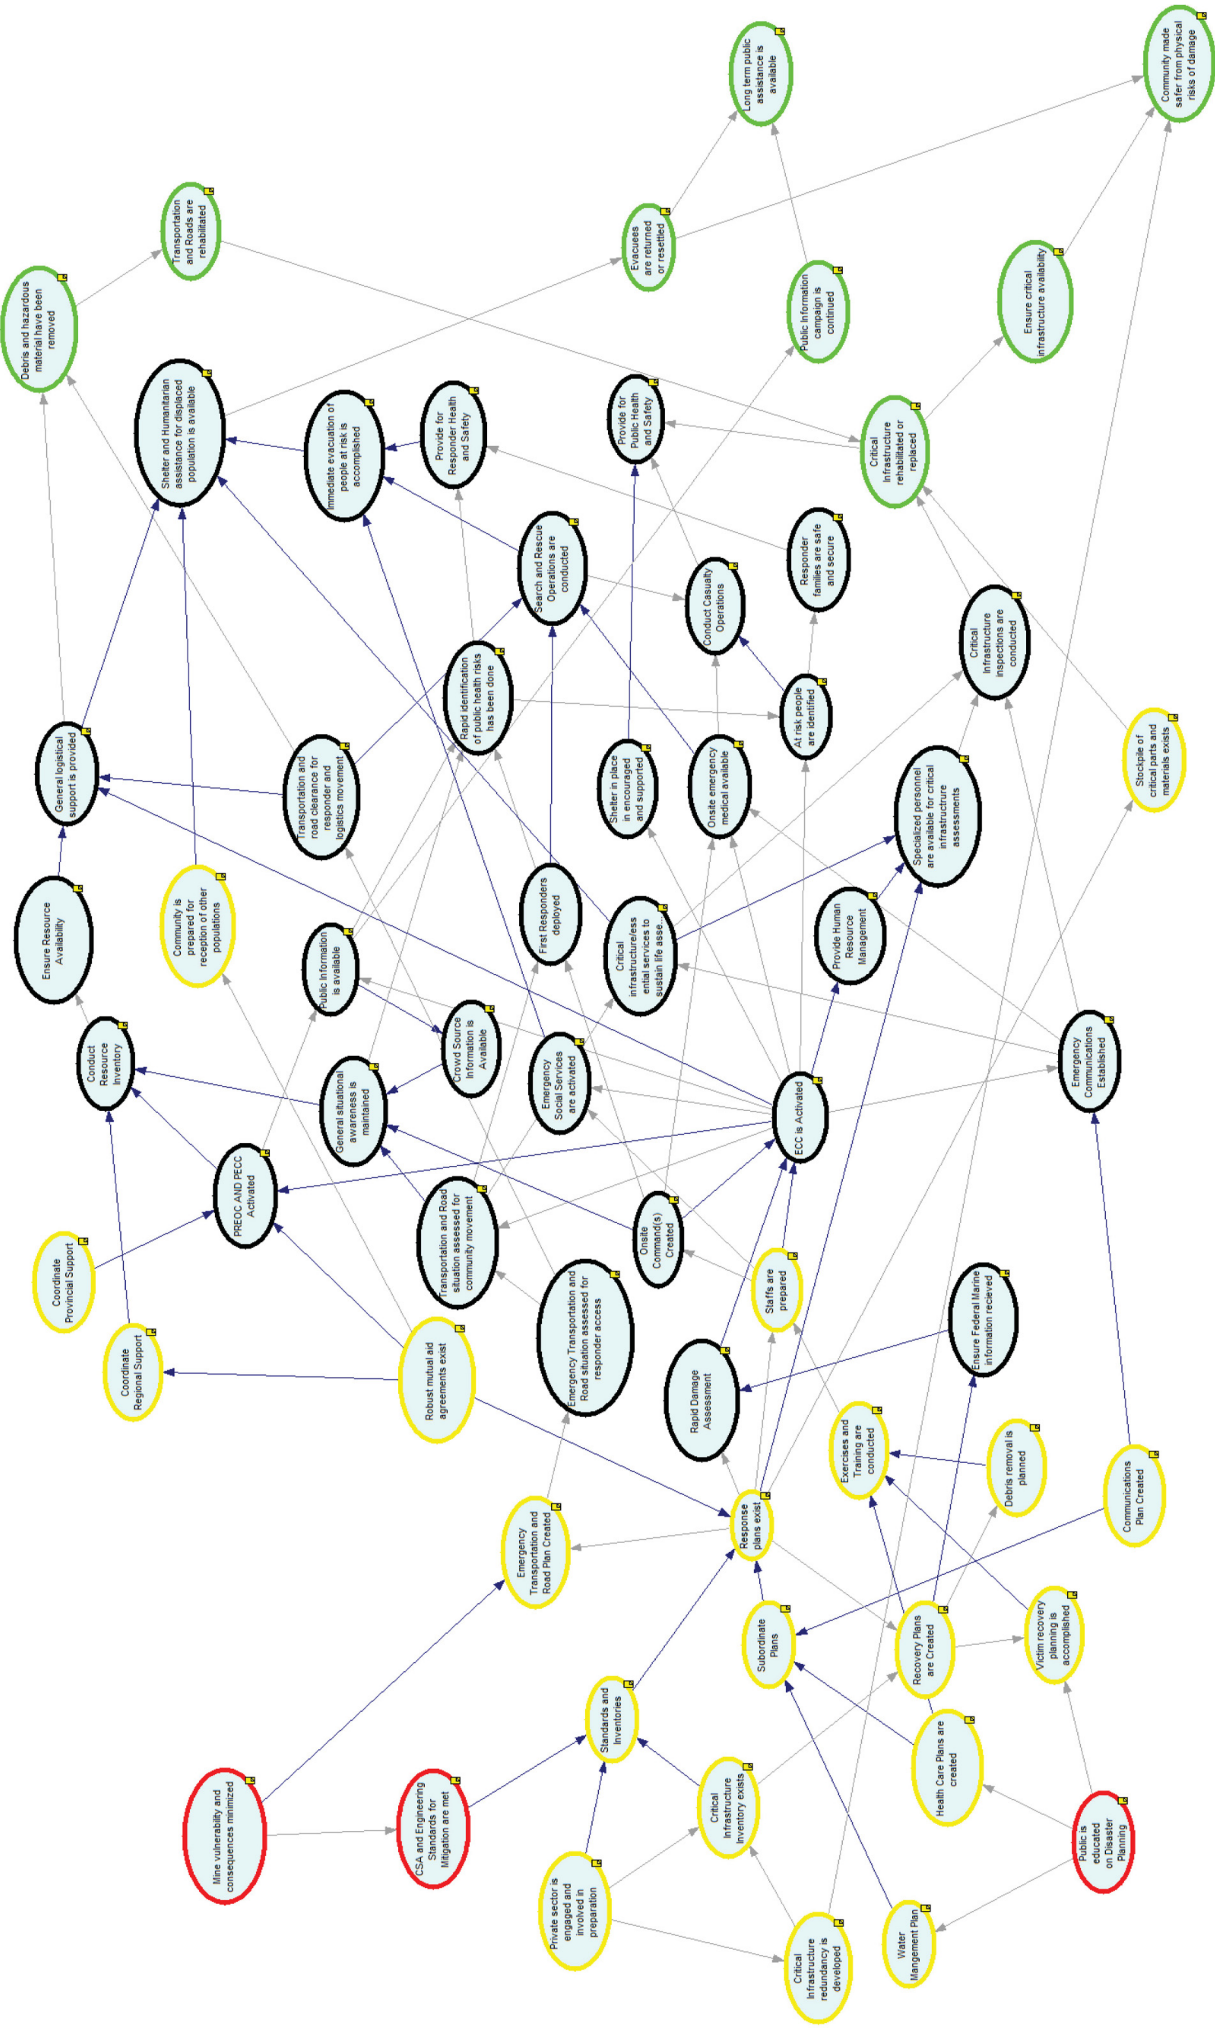 Debris and hazardous
material have been
removed
Transportation
and Roads are
rehabilitated
Long term public
assistance is
available
Community made
safer from physical
risks of damage
Evacuees
are returned
or resettled
Public Information
campaign is
continued
Ensure critical
infrastructure availability
Critical
Infrastructure
rehabilitated or
replaced
Shelter and Humanitarian
assistance for displaced
population is available
Immediate evacuation of
people at risk is
accomplished
Provide for
Responder Health
and Safety
Provide for
Public Health
and Safety
Search and Rescue
Operations are
conducted
Conduct Casualty
Operations
Responder
families are safe
and secure
Critical
Infrastructure
inspections are
conducted
General logistical
support is provided
Transportation and
road clearance for
responder and
logistics movement
Rapid identification
of public health risks
has been done
At risk people
are identified
Shelter in place
in encouraged
and supported
Onsite emergency
medical available
Specialized personnel
are available for critical
infrastructure
assessments
Stockpile of
critical parts and
materials exists
Ensure Resource
Availability
Community is
prepared for
reception of other
populations
Public Information
is available
First Responders
deployed
Critical
infrastructure/ess
ential services to
sustain life asse...
Provide Human
Resource
Management
Conduct
Resource
Inventory
General situational
awareness is
maintained
Crowd Source
Information is
Available
Emergency
Social Services
are activated
ECC is Activated
Emergency
Communications
Established
Coordinate
Provincial Support
PREOC AND PECC
Activated
Transportation and Road
situation assessed for
community movement
Onsite
Command(s)
Created
Staffs are
prepared
Coordinate
Regional Support
Robust mutual aid
agreements exist
Emergency Transportation and
Road situation assessed for
responder access
Rapid Damage
Assessment
Ensure Federal Marine
information recieved
Emergency
Transportation and
Road Plan Created
Response
plans exist
Exercises and
Training are
conducted
Debris removal is
planned
Communications
Plan Created
Standards and
Inventories
Subordinate
Plans
Recovery Plans
are Created
Victim recovery
planning is
accomplished
Mine vulnerability and
consequences minimized
CSA and Engineering
Standards for
Mitigation are met
Critical
Infrastructure
Inventory exists
Health Care Plans are
created
Public is
educated
on Disaster
Planning
Private sector is
engaged and
involved in
preparation
Critical
Infrastructure
redundancy is
developed
Water
Mangement Plan